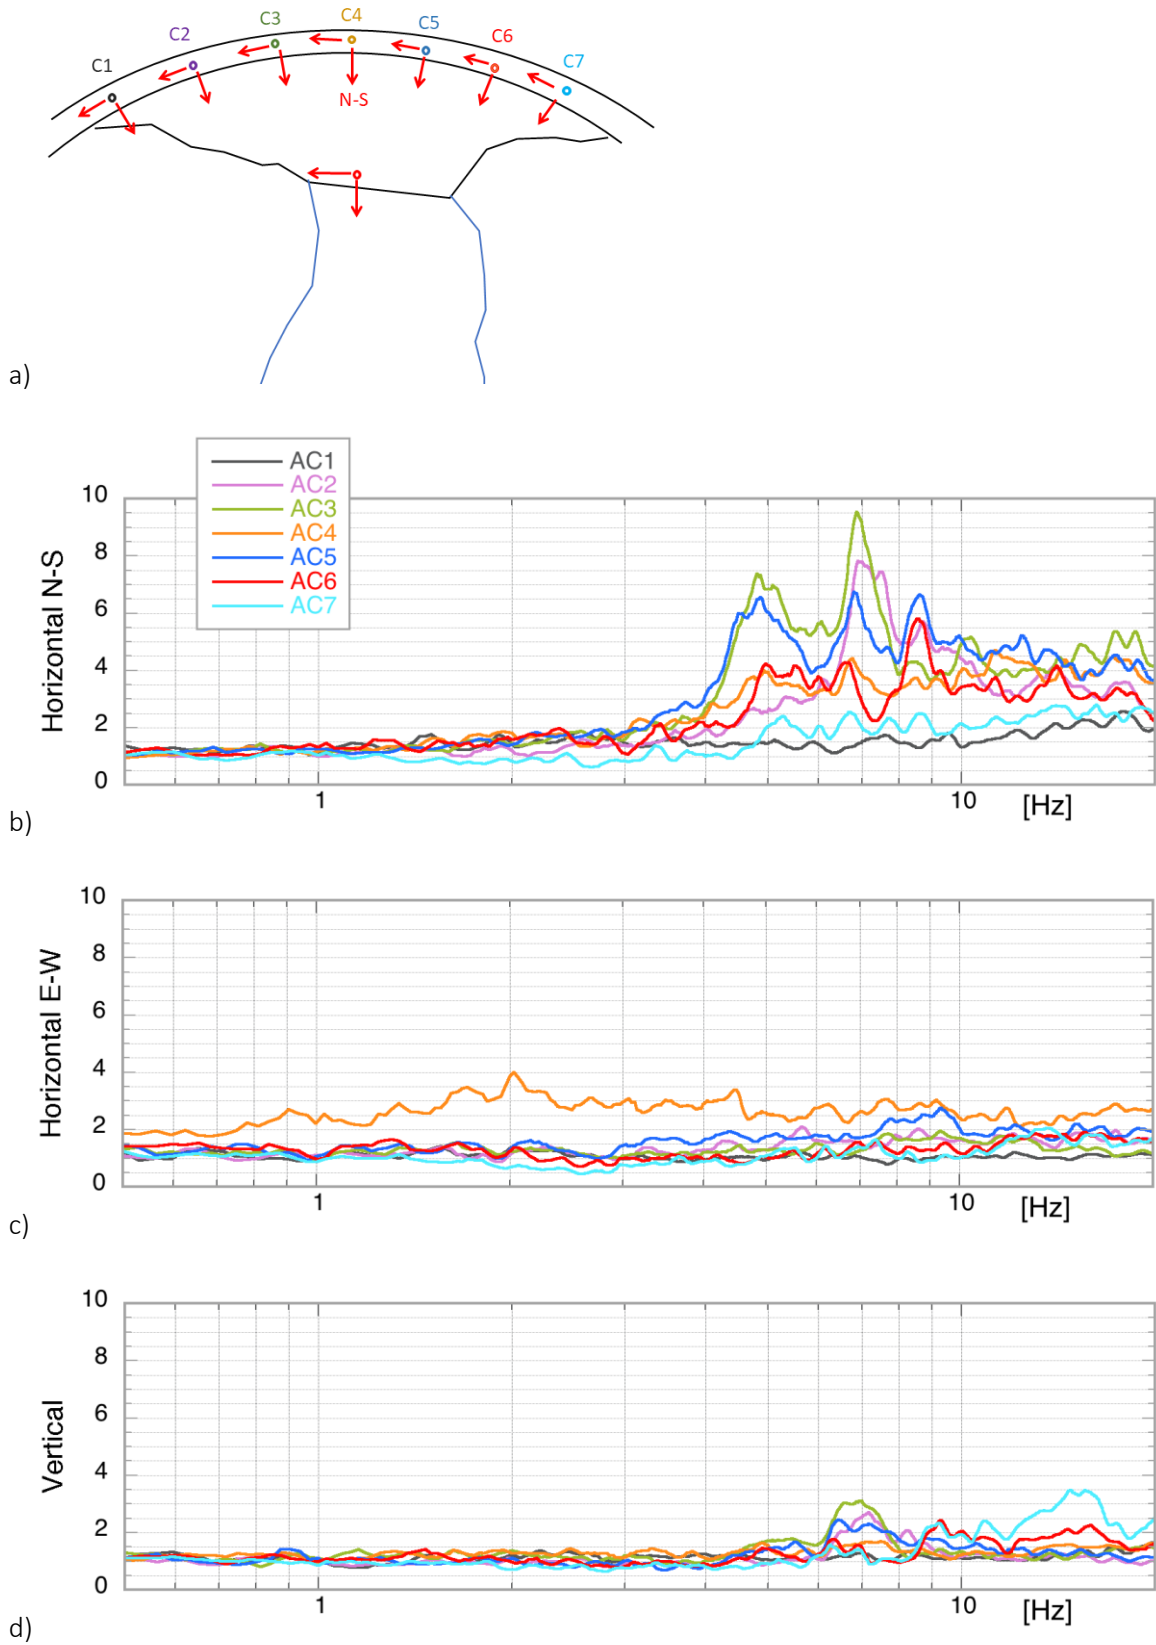 C1
C2
C3
C4
C5
C6
C7
N-S
a)
AC1
AC2
AC3
AC4
AC5
AC6
AC7
Horizontal N-S
10
8
6
4
2
0
1
10
[Hz]
b)
Horizontal E-W
10
8
6
4
2
0
1
10
[Hz]
c)
Vertical
10
8
6
4
2
0
1
10
[Hz]
d)